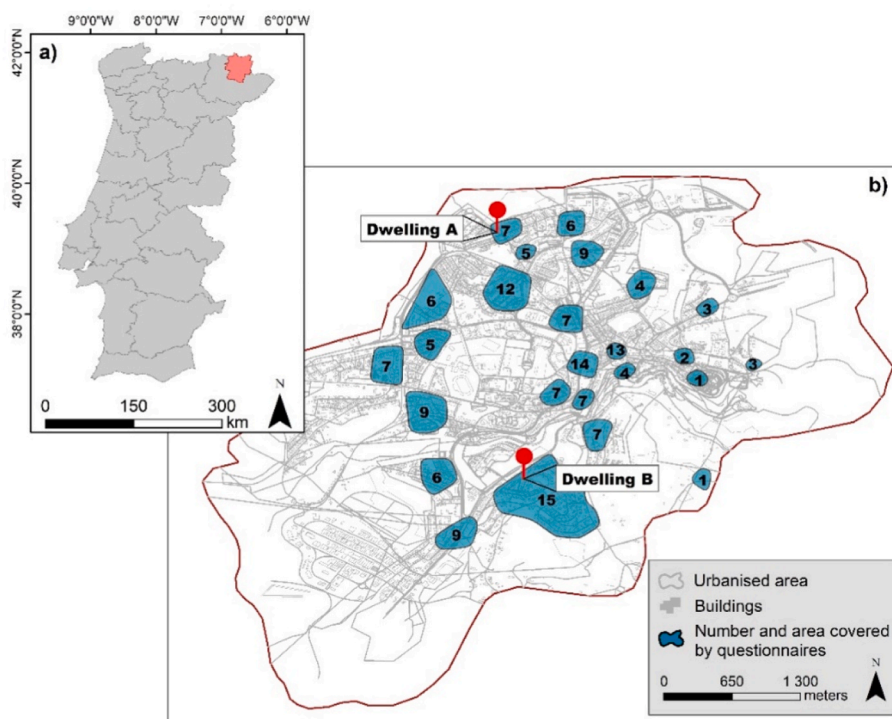 9°0'0"W 8°0'0"W 7°0'0"W 6°0'0"W
a)
42°0'0"N
40°0'0"N
38°0'0"N
N
0 150 300
km
b)
Dwelling A
7
6
5
9
12
6
4
3
7
5
13
2
3
14
4
1
7
7
7
9
7
6
Dwelling B
15
1
9
Urbanised area
Buildings
Number and area covered
by questionnaires
0 650 1 300
meters
N